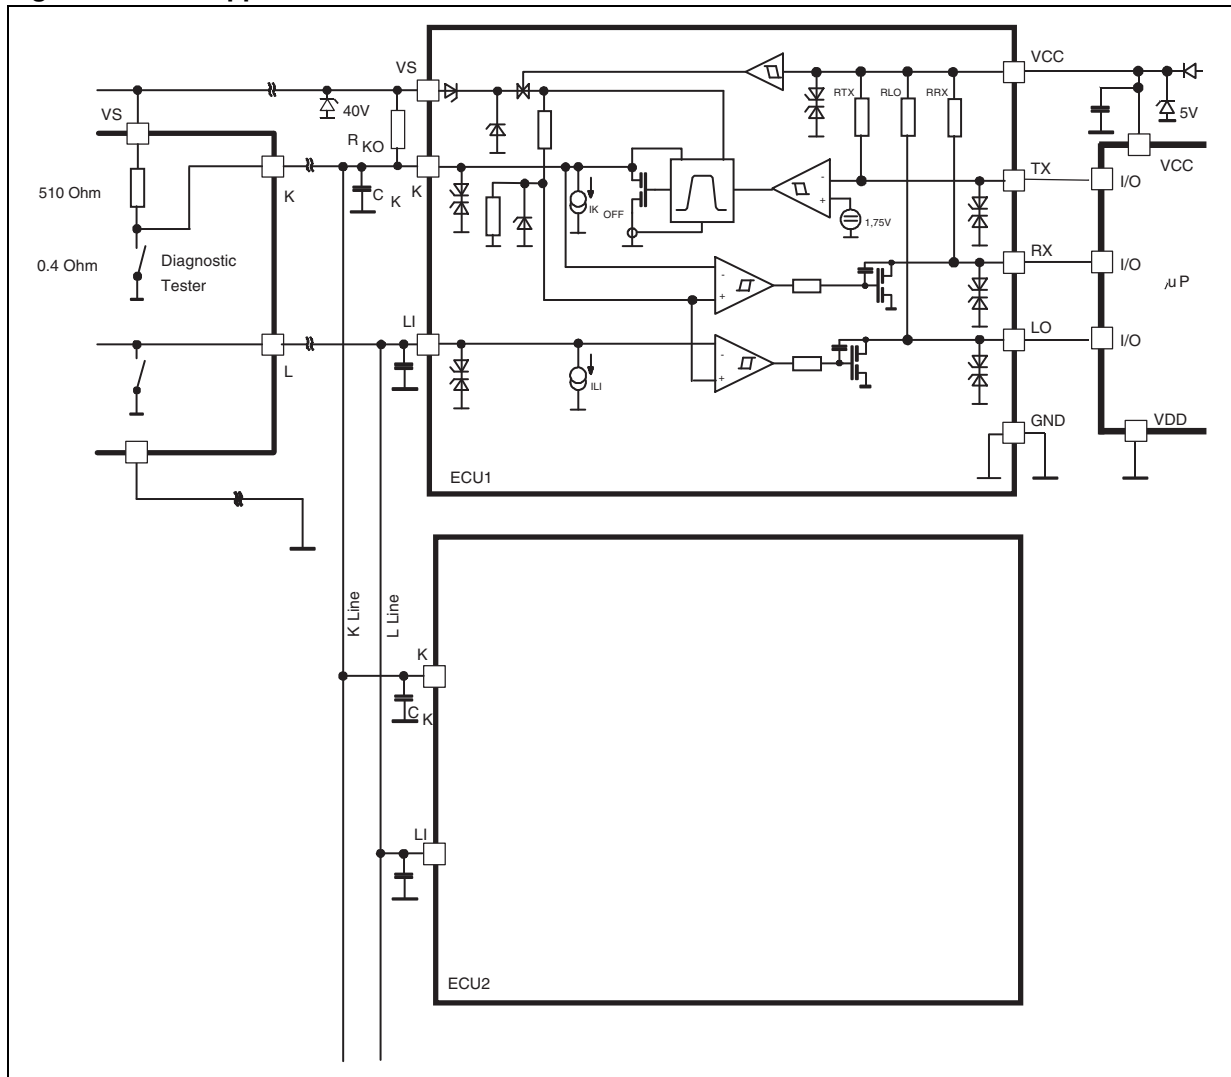 VS
VCC
VS
40V
R KO
RTX
RLO
RRX
5V
VCC
510 Ohm
K
C K
K
IK OFF
1,75V
TX
I/O
0.4 Ohm
Diagnostic
Tester
-
+
-
+
RX
I/O
µP
LI
LO
I/O
L
-
+
ILI
GND
VDD
ECU1
K Line
L Line
K
C K
LI
ECU2